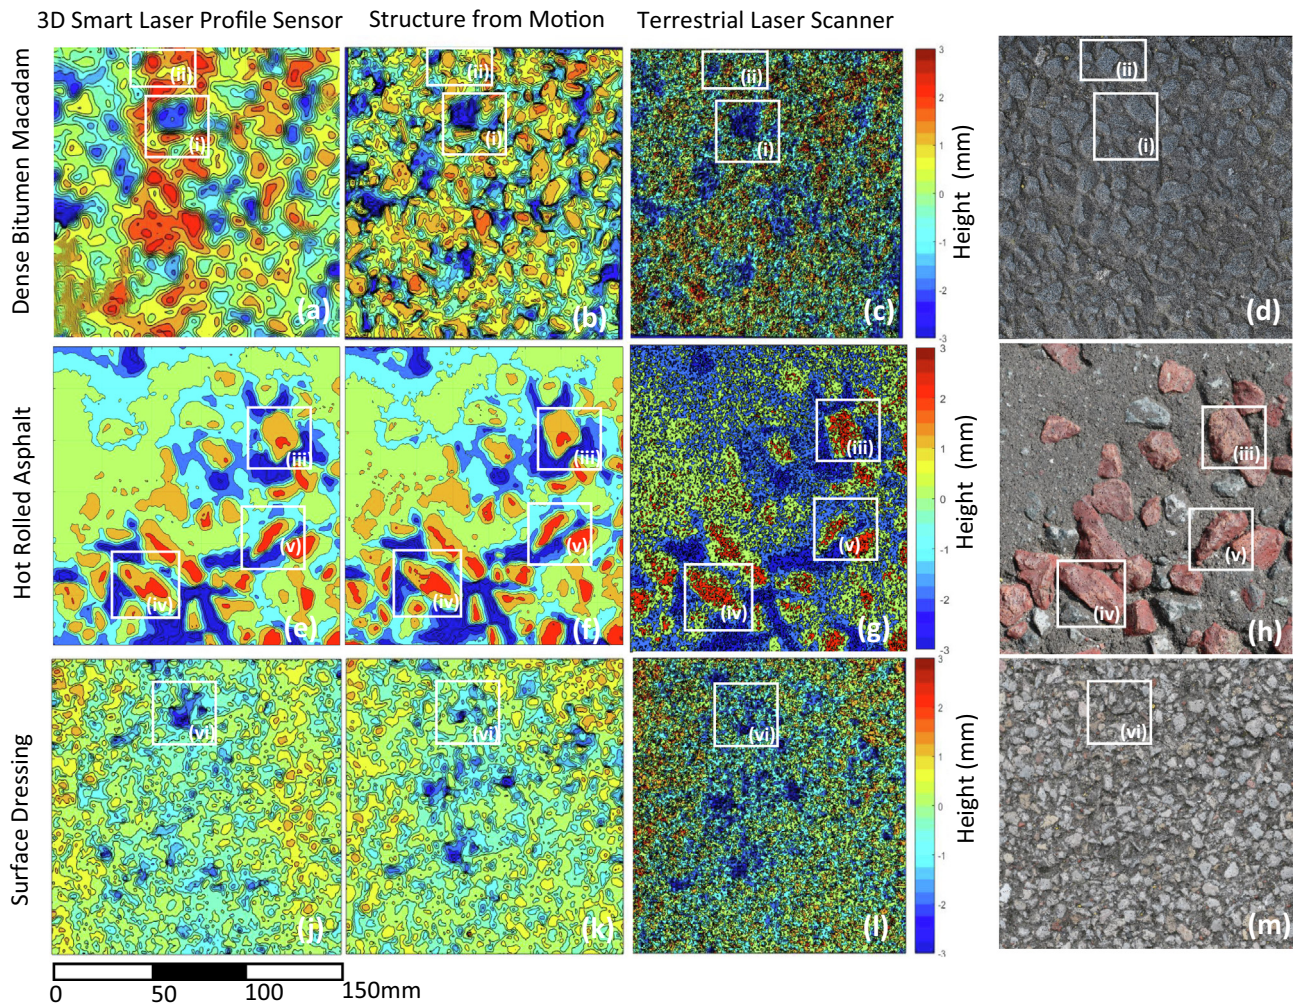 3D Smart Laser Profile Sensor
Structure from Motion
Terrestrial Laser Scanner
Dense Bitumen Macadam
(ii)
(i)
(a)
(ii)
(i)
(b)
(ii)
(i)
(c)
3
2
1
0
-1
-2
-3
Height (mm)
(ii)
(i)
(d)
Hot Rolled Asphalt
(iii)
(v)
(iv)
(e)
(iii)
(v)
(iv)
(f)
(iii)
(v)
(iv)
(g)
3
2
1
0
-1
-2
-3
Height (mm)
(iii)
(v)
(iv)
(h)
Surface Dressing
(vi)
(j)
(vi)
(k)
(vi)
(l)
3
2
1
0
-1
-2
-3
Height (mm)
(vi)
(m)
0 50 100 150mm